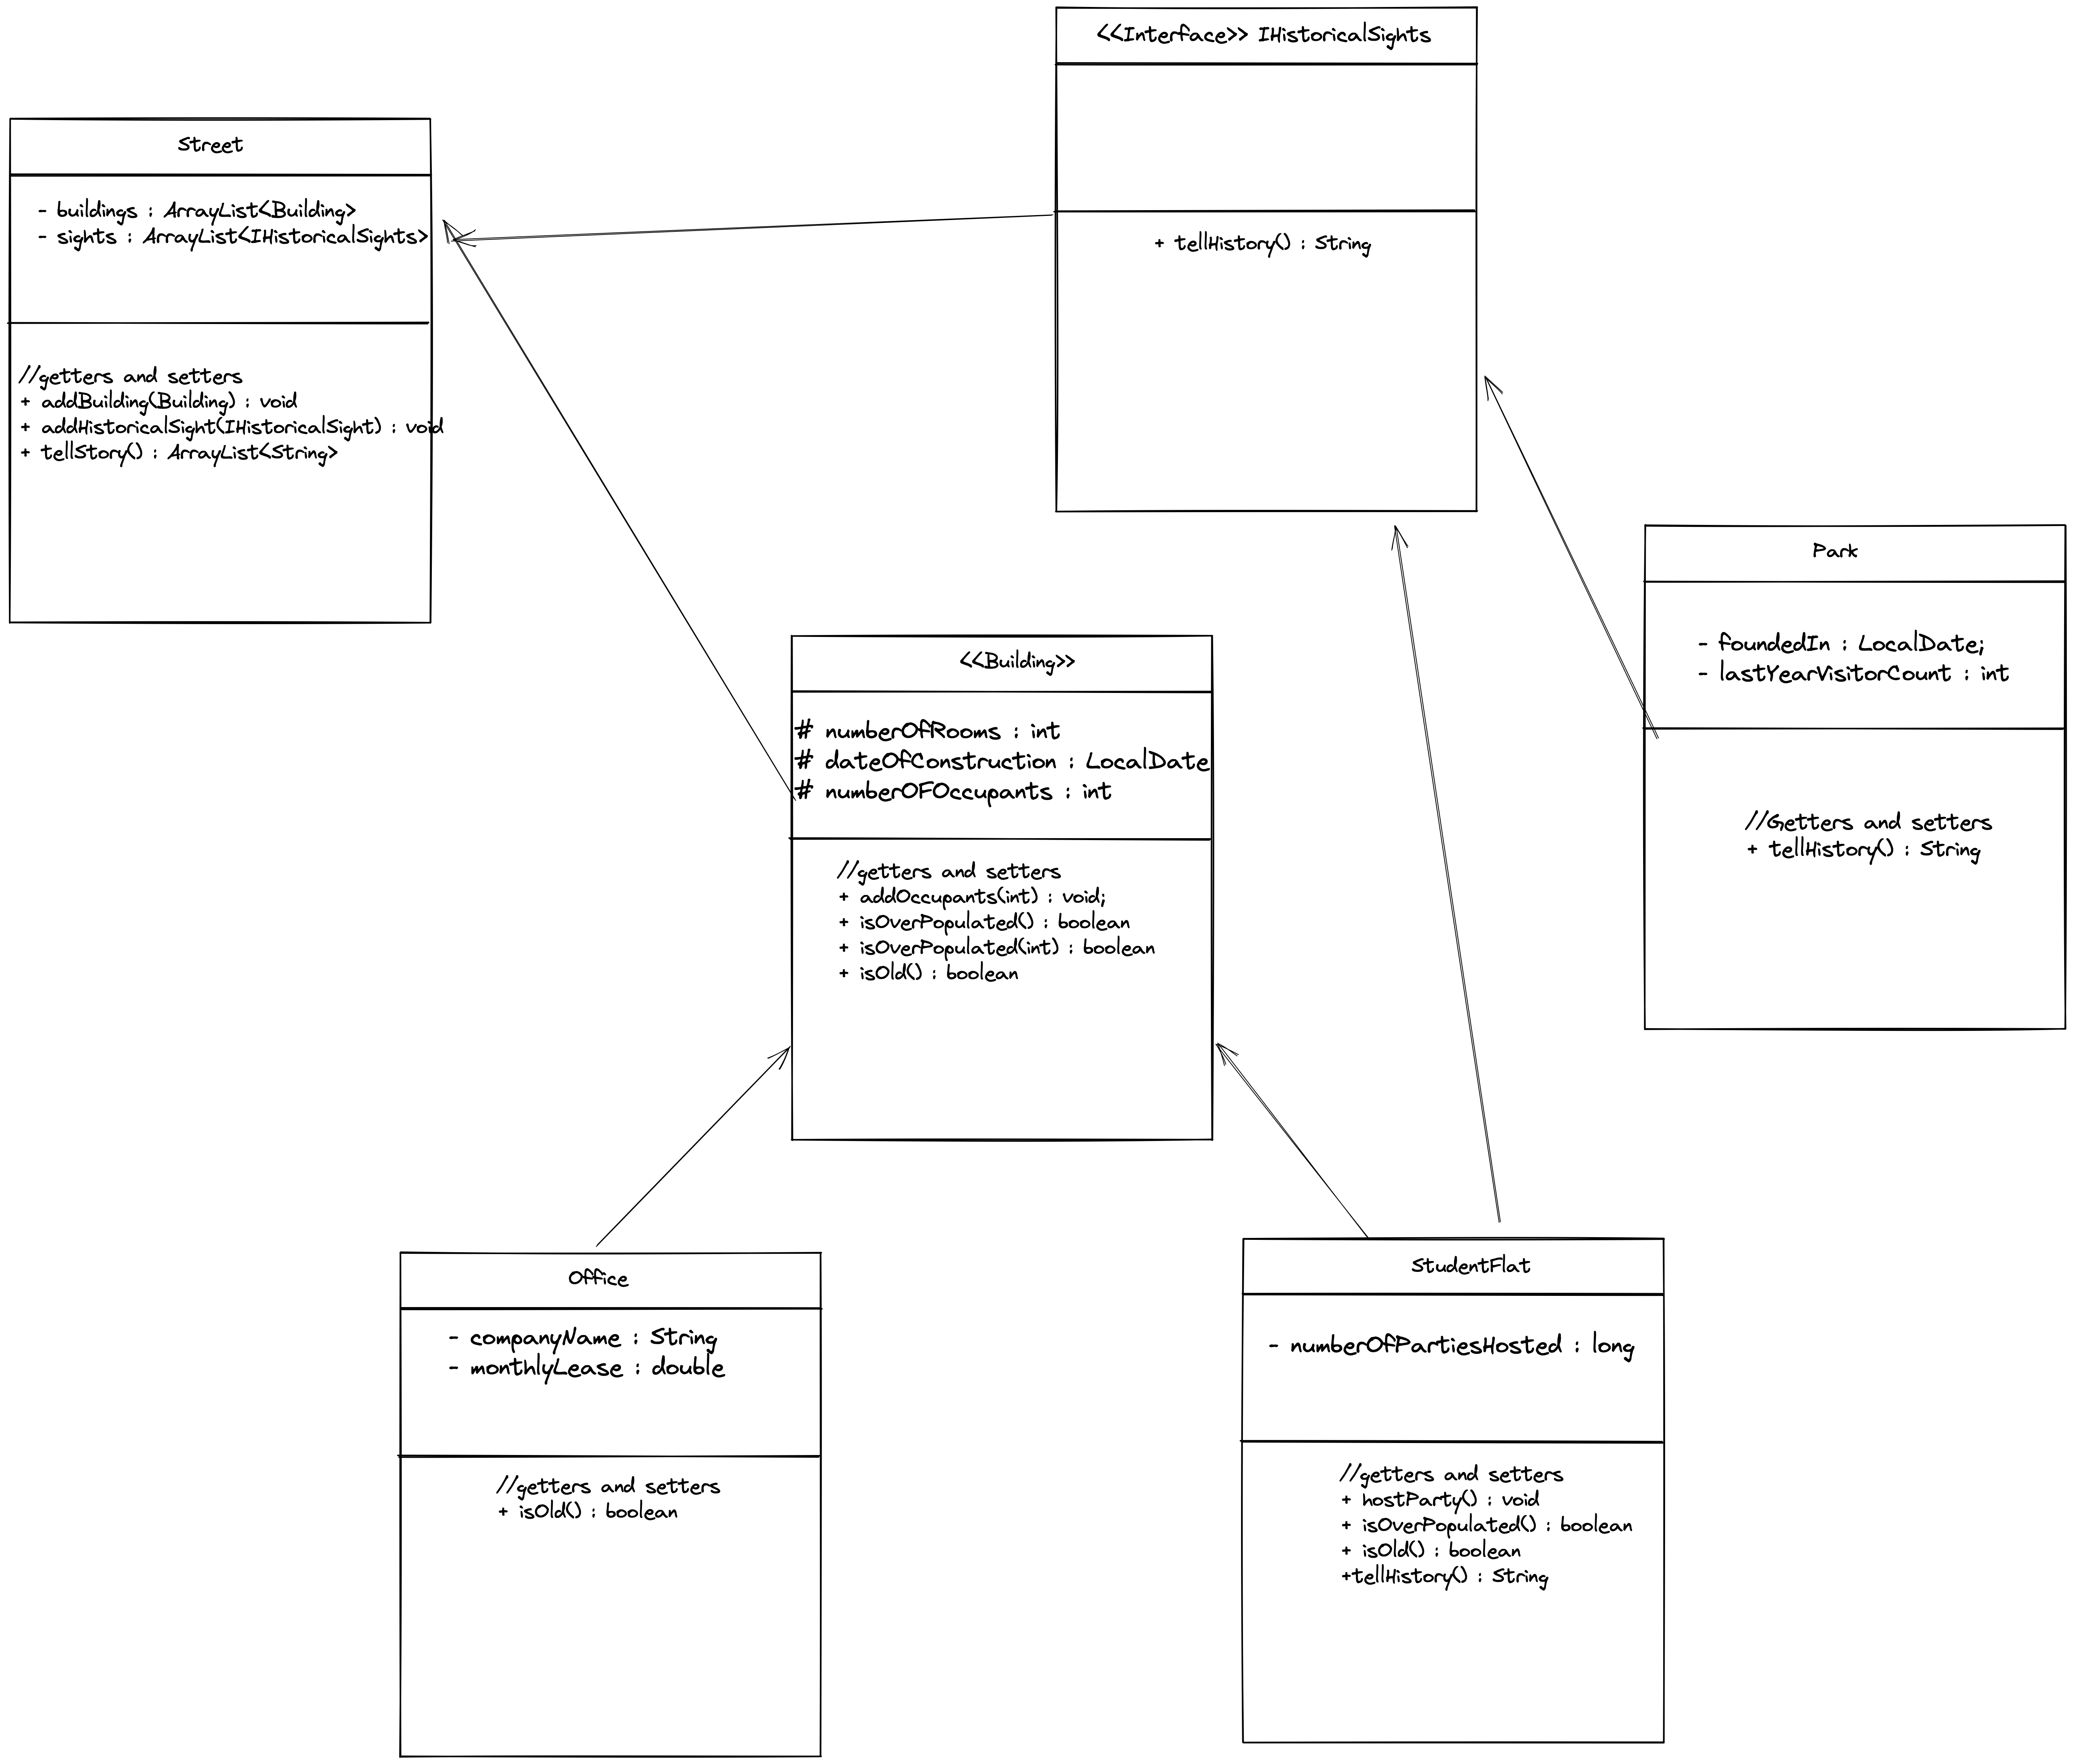 <<Interface>> IHistoricalSights
+ tellHistory() : String
Street
- buildings : ArrayList<Building>
- sights : ArrayList<IHistoricalSights>
//getters and setters
+ addBuilding(Building) : void
+ addHistoricalSight(IHistoricalSight) : void
+ tellStory() : ArrayList<String>
Park
- foundedIn : LocalDate;
- lastYearVisitorCount : int
//Getters and setters
+ tellHistory() : String
<<Building>>
# numberOfRooms : int
# dateOfConstruction : LocalDate
# numberOFOccupants : int
//getters and setters
+ addOccupants(int) : void;
+ isOverPopulated() : boolean
+ isOverPopulated(int) : boolean
+ isOld() : boolean
Office
- companyName : String
- monthlyLease : double
//getters and setters
+ isOld() : boolean
StudentFlat
- numberOfPartiesHosted : long
//getters and setters
+ hostParty() : void
+ isOverPopulated() : boolean
+ isOld() : boolean
+tellHistory() : String